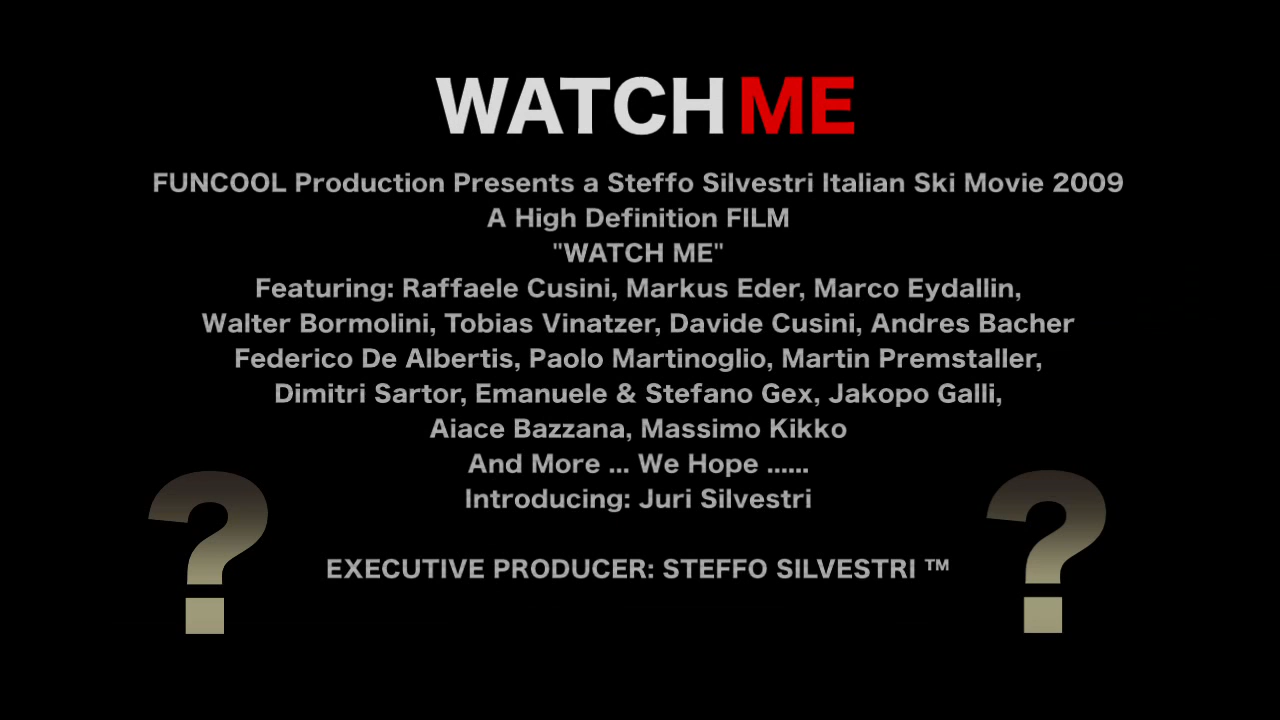 WATCH ME
FUNCOOL Production Presents a Steffo Silvestri Italian Ski Movie 2009
A High Definition FILM
"WATCH ME"
Featuring: Raffaele Cusini, Markus Eder, Marco Eydallin,
Walter Bormolini, Tobias Vinatzer, Davide Cusini, Andres Bacher
Federico De Albertis, Paolo Martinoglio, Martin Premstaller,
Dimitri Sartor, Emanuele & Stefano Gex, Jakopo Galli,
Aiace Bazzana, Massimo Kikko
And More ... We Hope ......
Introducing: Juri Silvestri
? ?
EXECUTIVE PRODUCER: STEFFO SILVESTRI ™